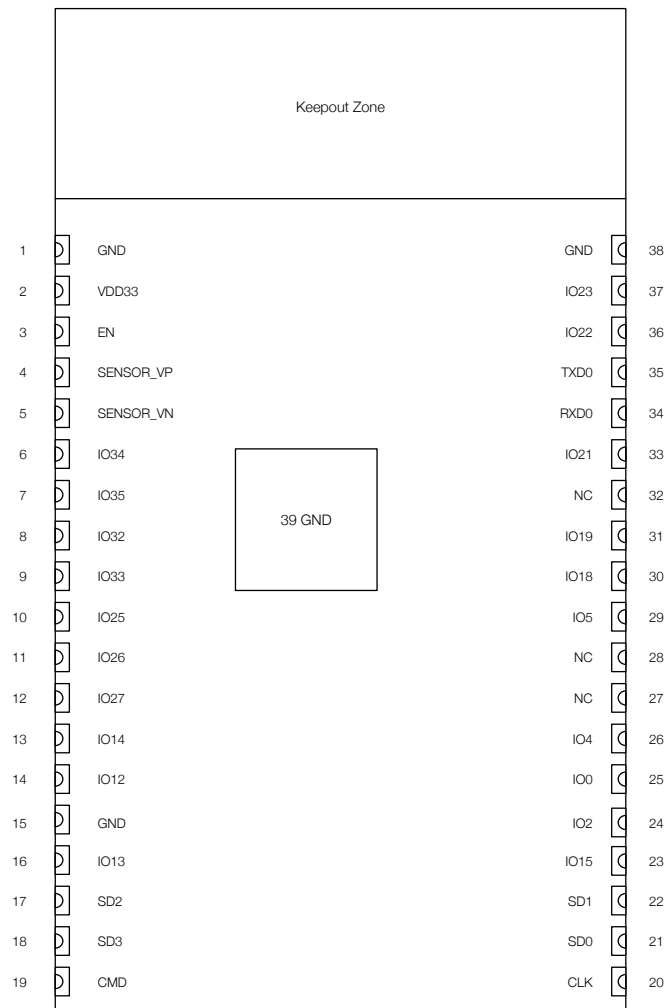 Keepout Zone
1 GND GND 38
2 VDD33 IO23 37
3 EN IO22 36
4 SENSOR_VP TXD0 35
5 SENSOR_VN RXD0 34
6 IO34 IO21 33
7 IO35 NC 32
39 GND
8 IO32 IO19 31
9 IO33 IO18 30
10 IO25 IO5 29
11 IO26 NC 28
12 IO27 NC 27
13 IO14 IO4 26
14 IO12 IO0 25
15 GND IO2 24
16 IO13 IO15 23
17 SD2 SD1 22
18 SD3 SD0 21
19 CMD CLK 20